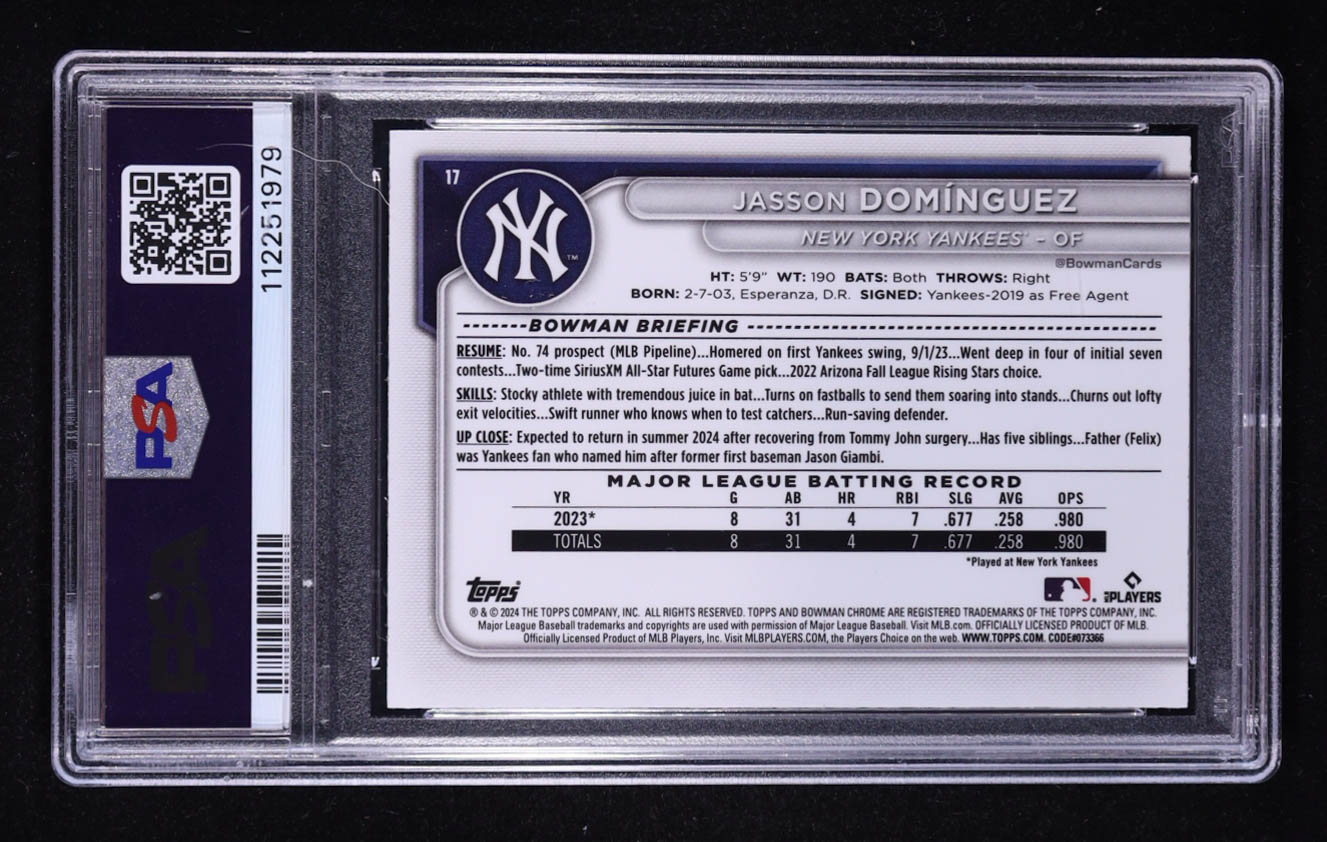 112251979
PSA
PSA
17
NY
™
JASSON DOMÍNGUEZ
NEW YORK YANKEES® - OF
@BowmanCards
HT: 5'9" WT: 190 BATS: Both THROWS: Right
BORN: 2-7-03, Esperanza, D.R. SIGNED: Yankees-2019 as Free Agent
BOWMAN BRIEFING
RESUME: No. 74 prospect (MLB Pipeline)...Homered on first Yankees swing, 9/1/23...Went deep in four of initial seven
contests...Two-time SiriusXM All-Star Futures Game pick...2022 Arizona Fall League Rising Stars choice.
SKILLS: Stocky athlete with tremendous juice in bat...Turns on fastballs to send them soaring into stands...Churns out lofty
exit velocities...Swift runner who knows when to test catchers...Run-saving defender.
UP CLOSE: Expected to return in summer 2024 after recovering from Tommy John surgery...Has five siblings...Father (Felix)
was Yankees fan who named him after former first baseman Jason Giambi.
MAJOR LEAGUE BATTING RECORD
YR G AB HR RBI SLG AVG OPS
2023* 8 31 4 7 .677 .258 .980
TOTALS 8 31 4 7 .677 .258 .980
*Played at New York Yankees
topps
MLB PLAYERS
® & © 2024 THE TOPPS COMPANY, INC. ALL RIGHTS RESERVED. TOPPS AND BOWMAN CHROME ARE REGISTERED TRADEMARKS OF THE TOPPS COMPANY, INC.
Major League Baseball trademarks and copyrights are used with permission of Major League Baseball. Visit MLB.com. OFFICIALLY LICENSED PRODUCT OF MLB.
Officially Licensed Product of MLB Players, Inc. Visit MLBPLAYERS.COM, the Players Choice on the web. WWW.TOPPS.COM. CODE#073366